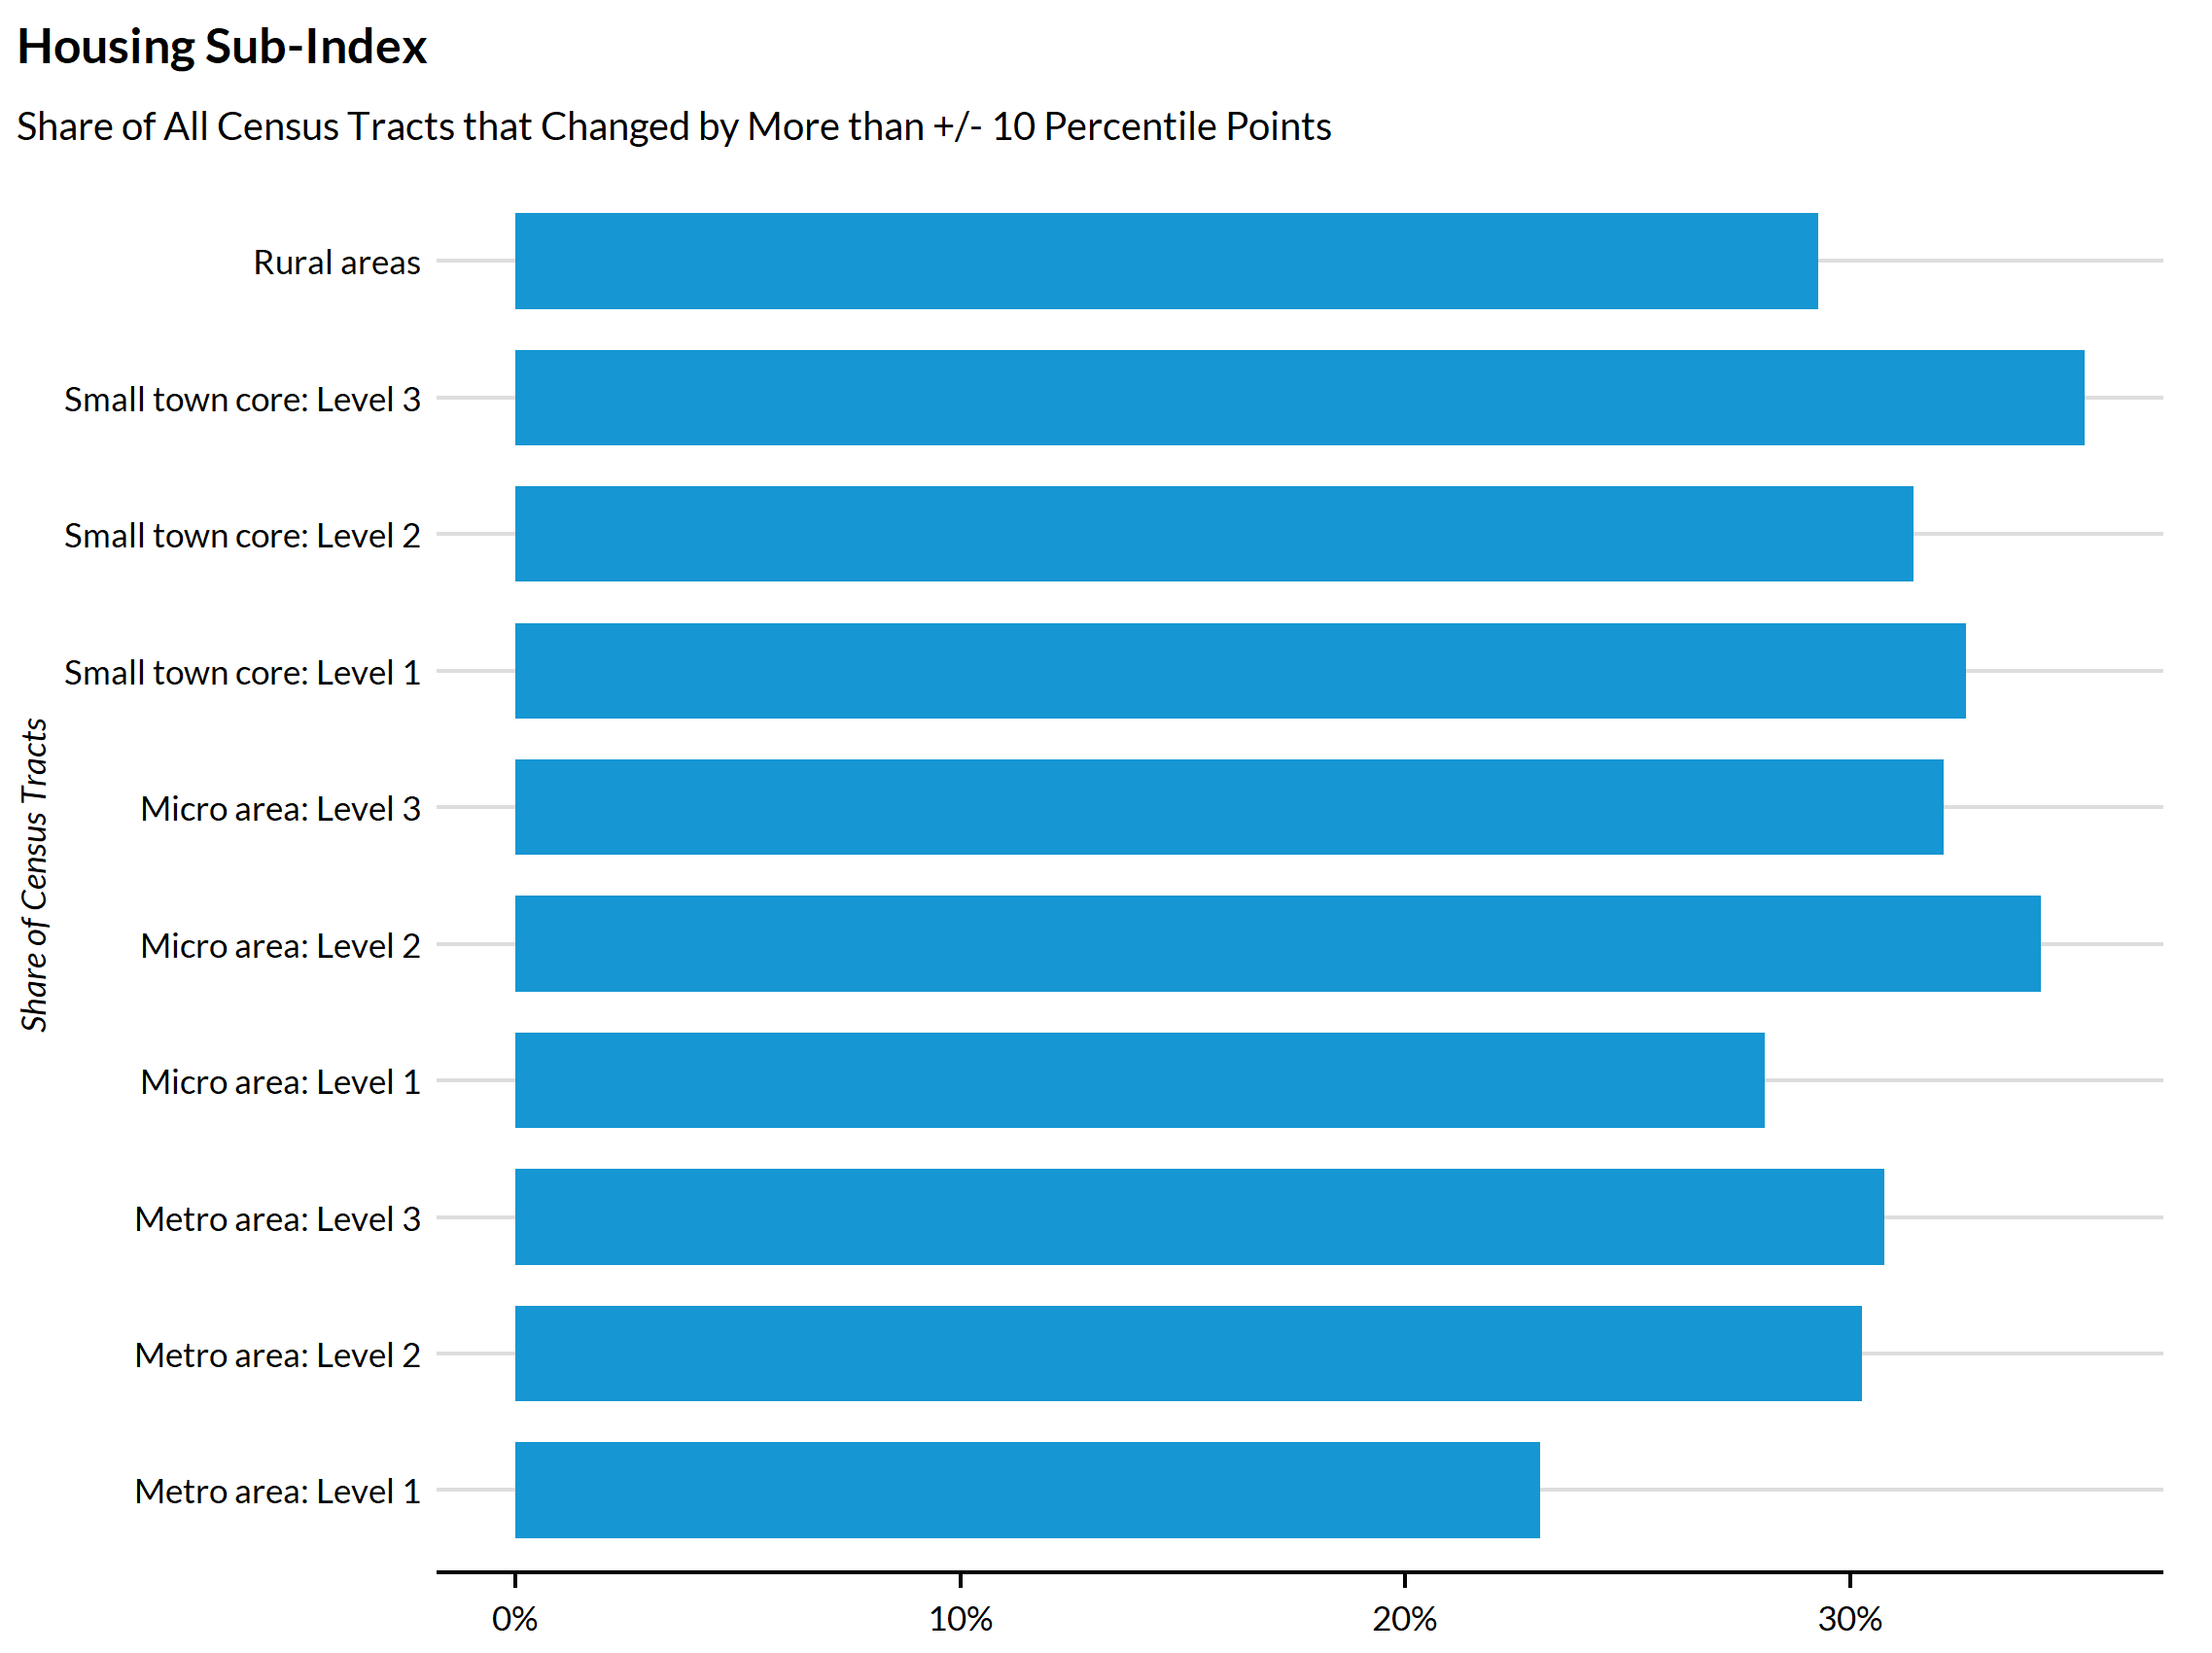 Housing Sub-Index
Share of All Census Tracts that Changed by More than +/- 10 Percentile Points
Rural areas
Small town core: Level 3
Small town core: Level 2
Small town core: Level 1
Micro area: Level 3
Micro area: Level 2
Micro area: Level 1
Metro area: Level 3
Metro area: Level 2
Metro area: Level 1
Share of Census Tracts
0% 10% 20% 30%